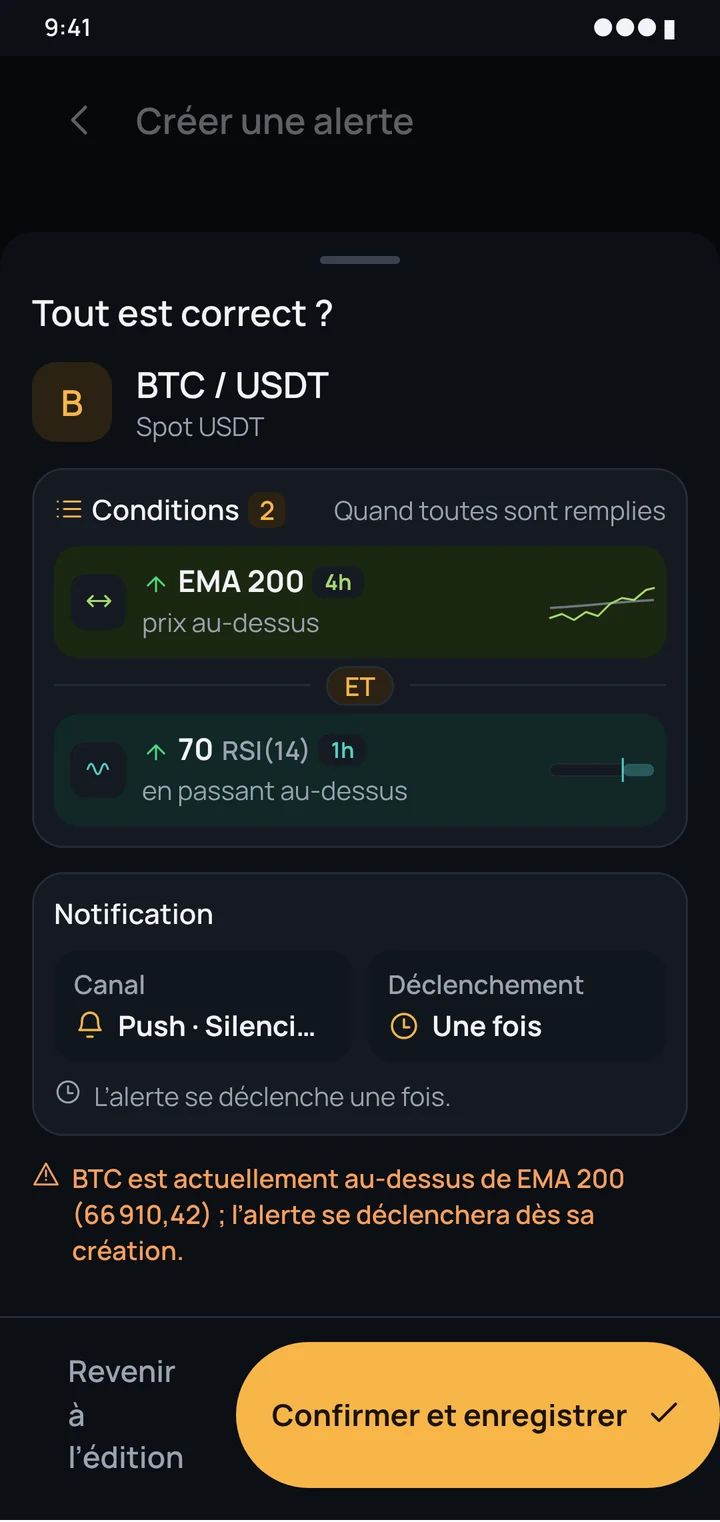 9:41
Créer une alerte
Tout est correct ?
B
BTC / USDT
Spot USDT
Conditions 2 Quand toutes sont remplies
EMA 200 4h
prix au-dessus
ET
70 RSI(14) 1h
en passant au-dessus
Notification
Canal
Push · Silenci...
Déclenchement
Une fois
L’alerte se déclenche une fois.
BTC est actuellement au-dessus de EMA 200
(66 910,42) ; l’alerte se déclenchera dès sa
création.
Revenir
à
l’édition
Confirmer et enregistrer